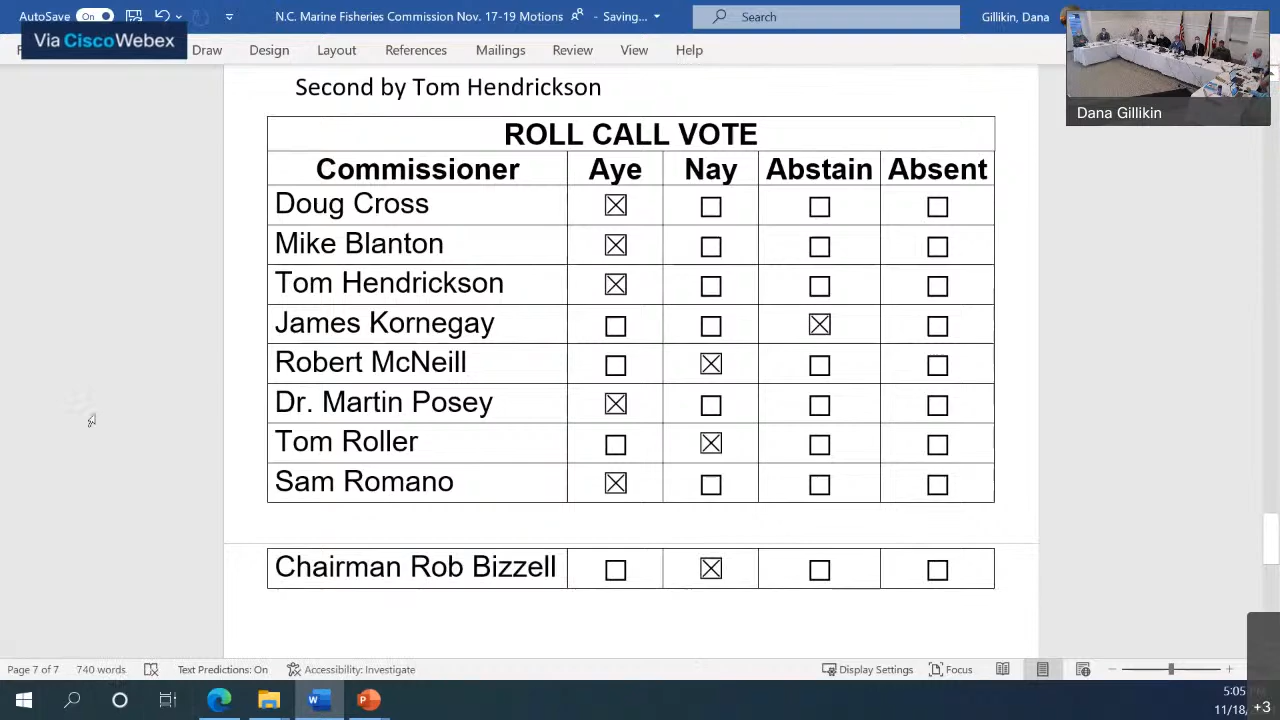 AutoSave On N.C. Marine Fisheries Commission Nov. 17-19 Motions - Saving... Search Gillikin, Dana
Via Cisco Webex
Draw Design Layout References Mailings Review View Help
Dana Gillikin
Second by Tom Hendrickson
ROLL CALL VOTE
Commissioner Aye Nay Abstain Absent
Doug Cross ☒ ☐ ☐ ☐
Mike Blanton ☒ ☐ ☐ ☐
Tom Hendrickson ☒ ☐ ☐ ☐
James Kornegay ☐ ☐ ☒ ☐
Robert McNeill ☐ ☒ ☐ ☐
Dr. Martin Posey ☒ ☐ ☐ ☐
Tom Roller ☐ ☒ ☐ ☐
Sam Romano ☒ ☐ ☐ ☐
Chairman Rob Bizzell ☐ ☒ ☐ ☐
Page 7 of 7 740 words Text Predictions: On Accessibility: Investigate Display Settings Focus
5:05
11/18/
+3